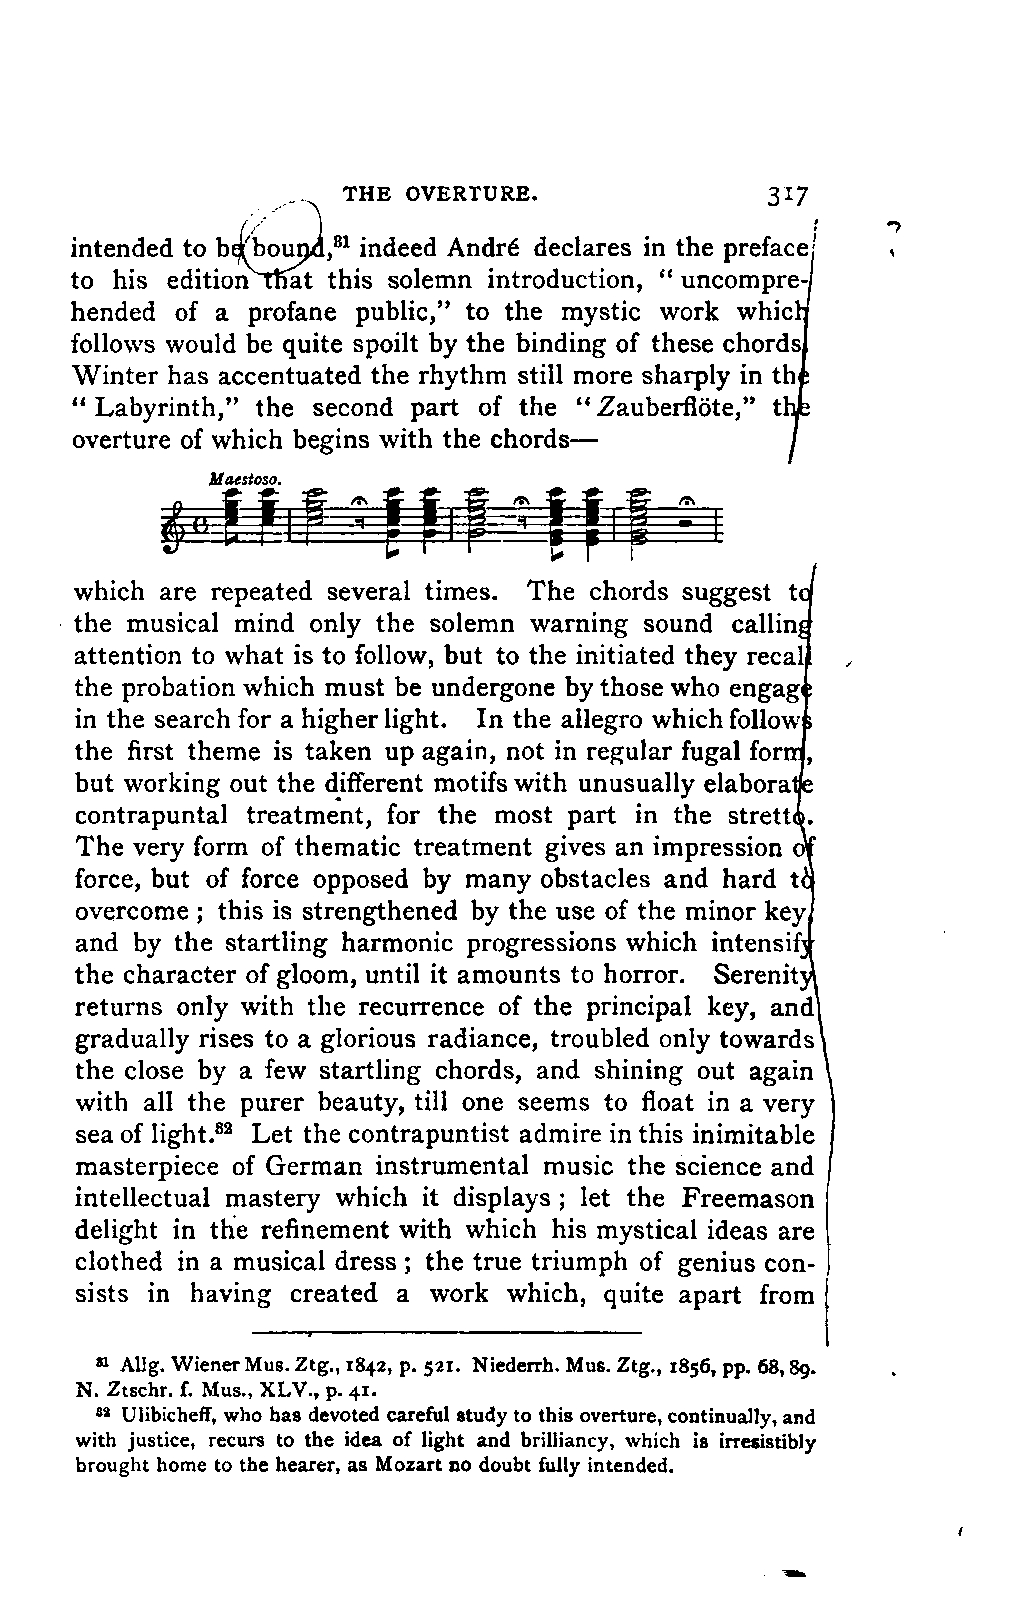 THE OVERTURE. 317
intended to be bound,⁸¹ indeed André declares in the preface
to his edition that this solemn introduction, “ uncompre-
hended of a profane public,” to the mystic work which
follows would be quite spoilt by the binding of these chords.
Winter has accentuated the rhythm still more sharply in the
“ Labyrinth,” the second part of the “ Zauberflöte,” the
overture of which begins with the chords—
Maestoso.
which are repeated several times. The chords suggest to
the musical mind only the solemn warning sound calling
attention to what is to follow, but to the initiated they recall
the probation which must be undergone by those who engage
in the search for a higher light. In the allegro which follows
the first theme is taken up again, not in regular fugal form,
but working out the different motifs with unusually elaborate
contrapuntal treatment, for the most part in the stretto.
The very form of thematic treatment gives an impression of
force, but of force opposed by many obstacles and hard to
overcome ; this is strengthened by the use of the minor key,
and by the startling harmonic progressions which intensify
the character of gloom, until it amounts to horror. Serenity
returns only with the recurrence of the principal key, and
gradually rises to a glorious radiance, troubled only towards
the close by a few startling chords, and shining out again
with all the purer beauty, till one seems to float in a very
sea of light.⁸² Let the contrapuntist admire in this inimitable
masterpiece of German instrumental music the science and
intellectual mastery which it displays ; let the Freemason
delight in the refinement with which his mystical ideas are
clothed in a musical dress ; the true triumph of genius con-
sists in having created a work which, quite apart from
⁸¹ Allg. Wiener Mus. Ztg., 1842, p. 521. Niederrh. Mus. Ztg., 1856, pp. 68, 89.
N. Ztschr. f. Mus., XLV., p. 41.
⁸² Ulibicheff, who has devoted careful study to this overture, continually, and
with justice, recurs to the idea of light and brilliancy, which is irresistibly
brought home to the hearer, as Mozart no doubt fully intended.